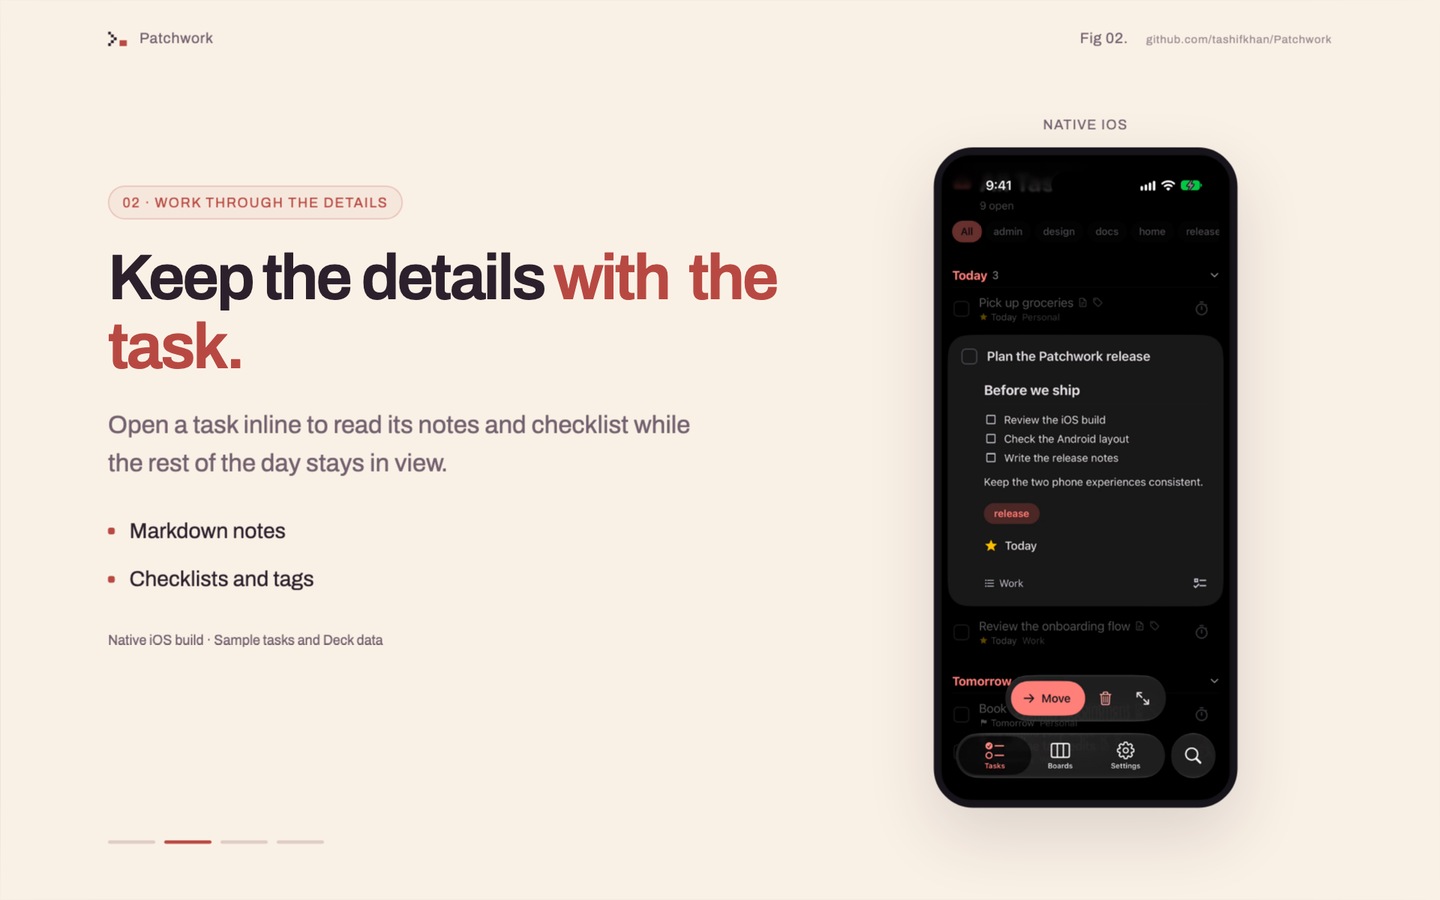 Patchwork
Fig 02. github.com/tashifkhan/Patchwork
02 · WORK THROUGH THE DETAILS
Keep the details with the
task.
Open a task inline to read its notes and checklist while
the rest of the day stays in view.
Markdown notes
Checklists and tags
Native iOS build · Sample tasks and Deck data
NATIVE IOS
9:41
9 open
All admin design docs home release
Today 3
Pick up groceries
Today Personal
Plan the Patchwork release
Before we ship
Review the iOS build
Check the Android layout
Write the release notes
Keep the two phone experiences consistent.
release
Today
Work
Review the onboarding flow
Today Work
Tomorrow
Move
Book
Tomorrow Personal
Tasks Boards Settings